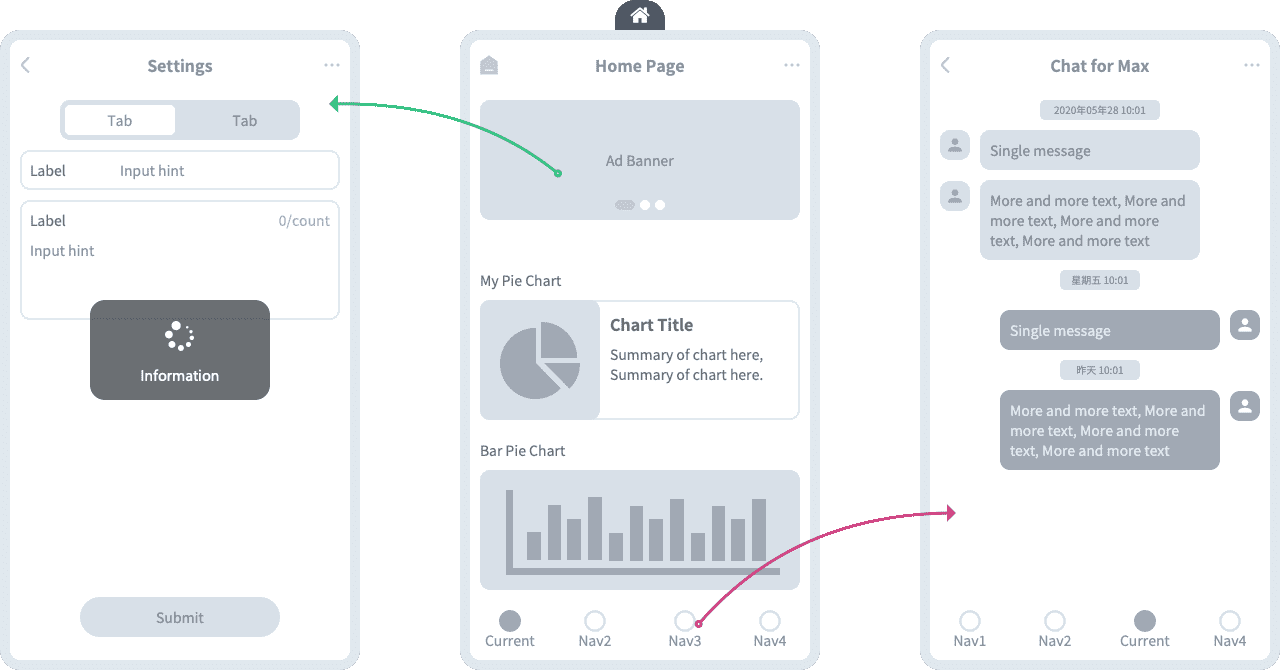 Settings
Tab
Tab
Label
Input hint
Label
0/count
Input hint
Information
Submit
Home Page
Ad Banner
My Pie Chart
Chart Title
Summary of chart here,
Summary of chart here.
Bar Pie Chart
Current
Nav2
Nav3
Nav4
Chat for Max
2020年05年28 10:01
Single message
More and more text, More and
more text, More and more
text, More and more text
星期五 10:01
Single message
昨天 10:01
More and more text, More and
more text, More and more
text, More and more text
Nav1
Nav2
Current
Nav4